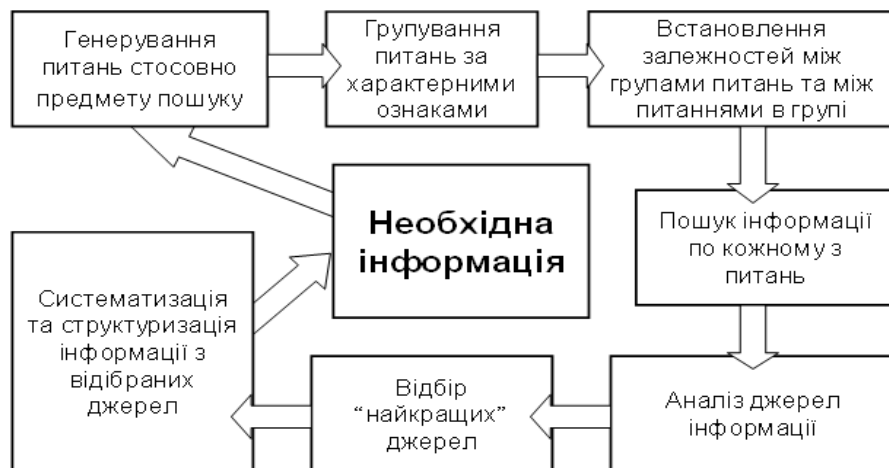 Генерування
питань стосовно
предмету пошуку
Групування
питань за
характерними
ознаками
Встановлення
залежностей між
групами питань та між
питаннями в групі
Необхідна
інформація
Пошук інформації
по кожному з
питань
Систематизація
та структуризація
інформації з
відібраних
джерел
Відбір
“найкращих”
джерел
Аналіз джерел
інформації